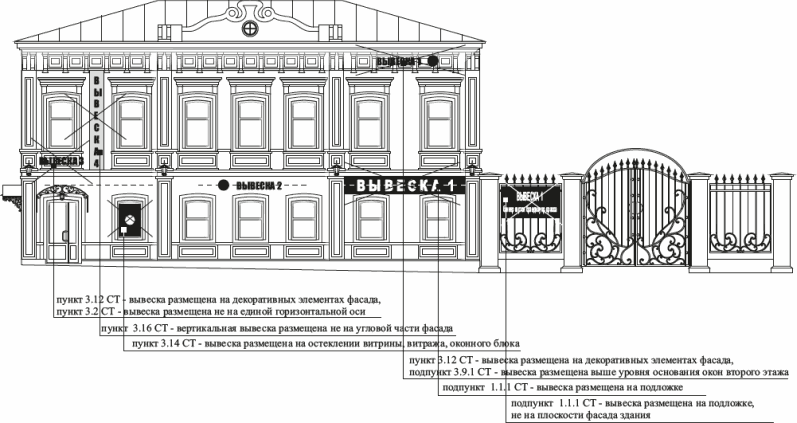 ВЫВЕСКА
ВЫВЕСКА 4
ВЫВЕСКА 3
ВЫВЕСКА 2
ВЫВЕСКА 1
ВЫВЕСКА 1
пункт 3.12 СТ - вывеска размещена на декоративных элементах фасада,
пункт 3.2 СТ - вывеска размещена не на единой горизонтальной оси
пункт 3.16 СТ - вертикальная вывеска размещена не на угловой части фасада
пункт 3.14 СТ - вывеска размещена на остеклении витрины, витража, оконного блока
пункт 3.12 СТ - вывеска размещена на декоративных элементах фасада,
подпункт 3.9.1 СТ - вывеска размещена выше уровня основания окон второго этажа
подпункт 1.1.1 СТ - вывеска размещена на подложке
подпункт 1.1.1 СТ - вывеска размещена на подложке,
не на плоскости фасада здания